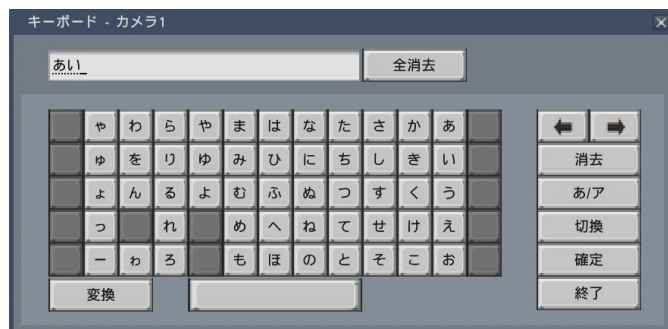 キーボード - カメラ1
あい_
全消去
ゃ ゎ ら や ま は な た さ か あ
ゅ を り ゆ み ひ に ち し き い 消去
ょ ん る よ む ふ ぬ つ す く う あ/ア
っ れ め へ ね て せ け え 切換
ー ゎ ろ も ほ の と そ こ お 確定
変換 終了